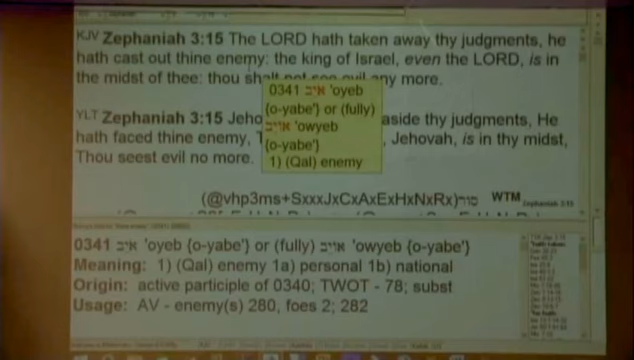 KJV Zephaniah 3:15 The LORD hath taken away thy judgments, he
hath cast out thine enemy: the king of Israel, even the LORD, is in
the midst of thee: thou shalt not see evil any more.
0341 איב 'oyeb
{o-yabe'} or (fully)
אויב 'owyeb
{o-yabe'}
1) (Qal) enemy
YLT Zephaniah 3:15 Jeho aside thy judgments, He
hath faced thine enemy, T , Jehovah, is in thy midst,
Thou seest evil no more.
(@vhp3ms+SxxxJxCxAxExHxNxRx)סור WTM Zephaniah 3:15
0341 איב 'oyeb {o-yabe'} or (fully) אויב 'owyeb {o-yabe'}
Meaning: 1) (Qal) enemy 1a) personal 1b) national
Origin: active participle of 0340; TWOT - 78; subst
Usage: AV - enemy(s) 280, foes 2; 282